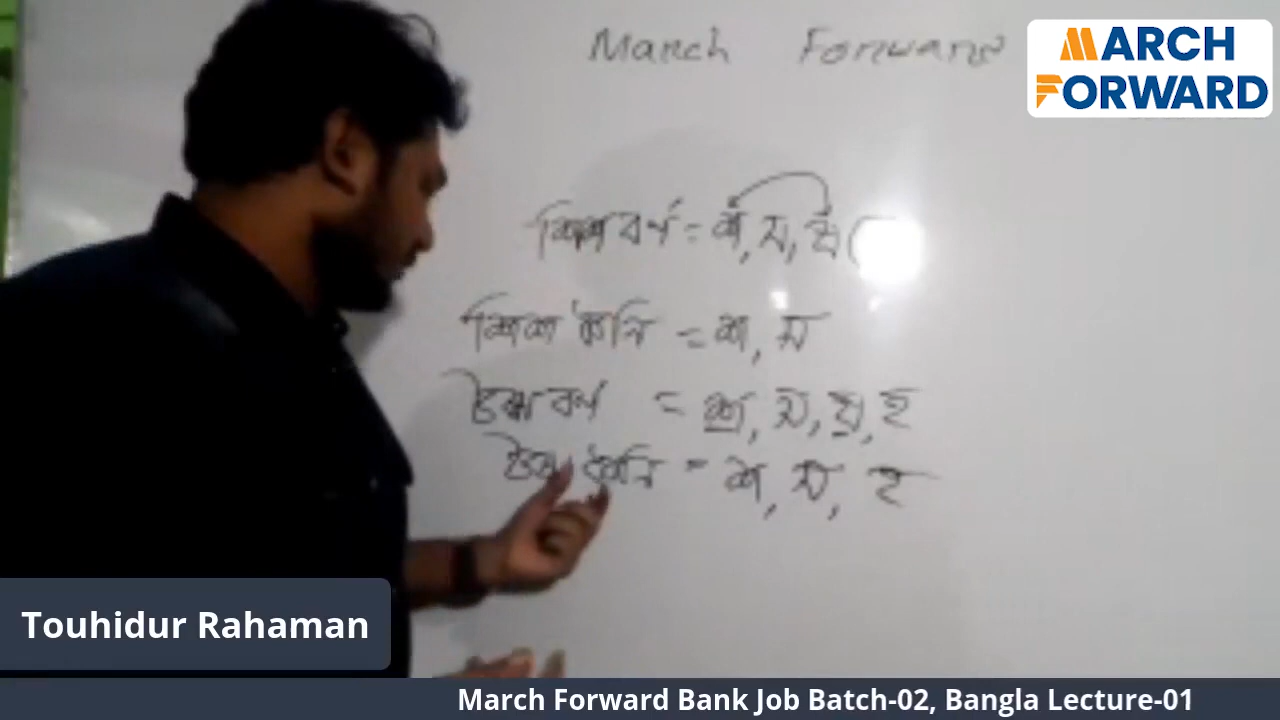 March Forward
MARCH
FORWARD
শিশ বর্ণ = শ, স, ষ (
শিশ ধ্বনি = শ, স
উষ্ম বর্ণ = শ, স, ষ, হ
উষ্ম ধ্বনি = শ, স, হ
Touhidur Rahaman
March Forward Bank Job Batch-02, Bangla Lecture-01